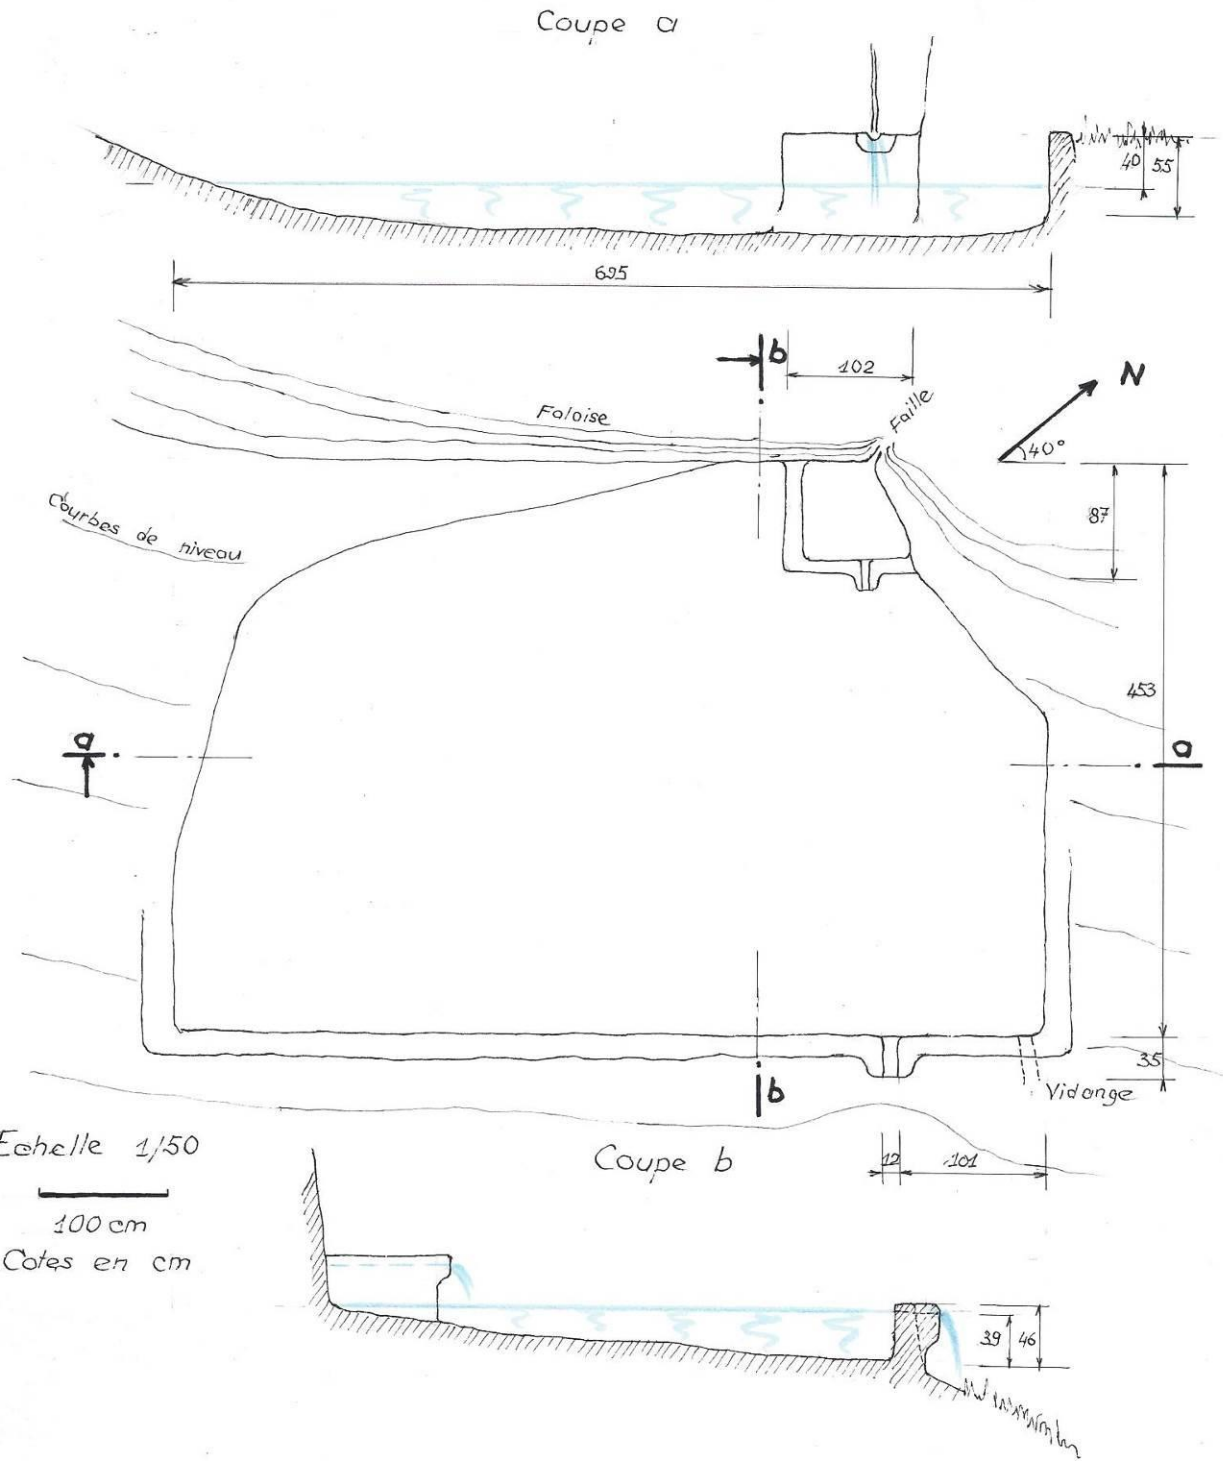 Coupe a
40
55
695
b
102
N
Falaise
Faille
40°
Courbes de niveau
87
453
a
a
35
b
Vidange
Echelle 1/50
Coupe b
12
101
100 cm
Cotes en cm
39
46